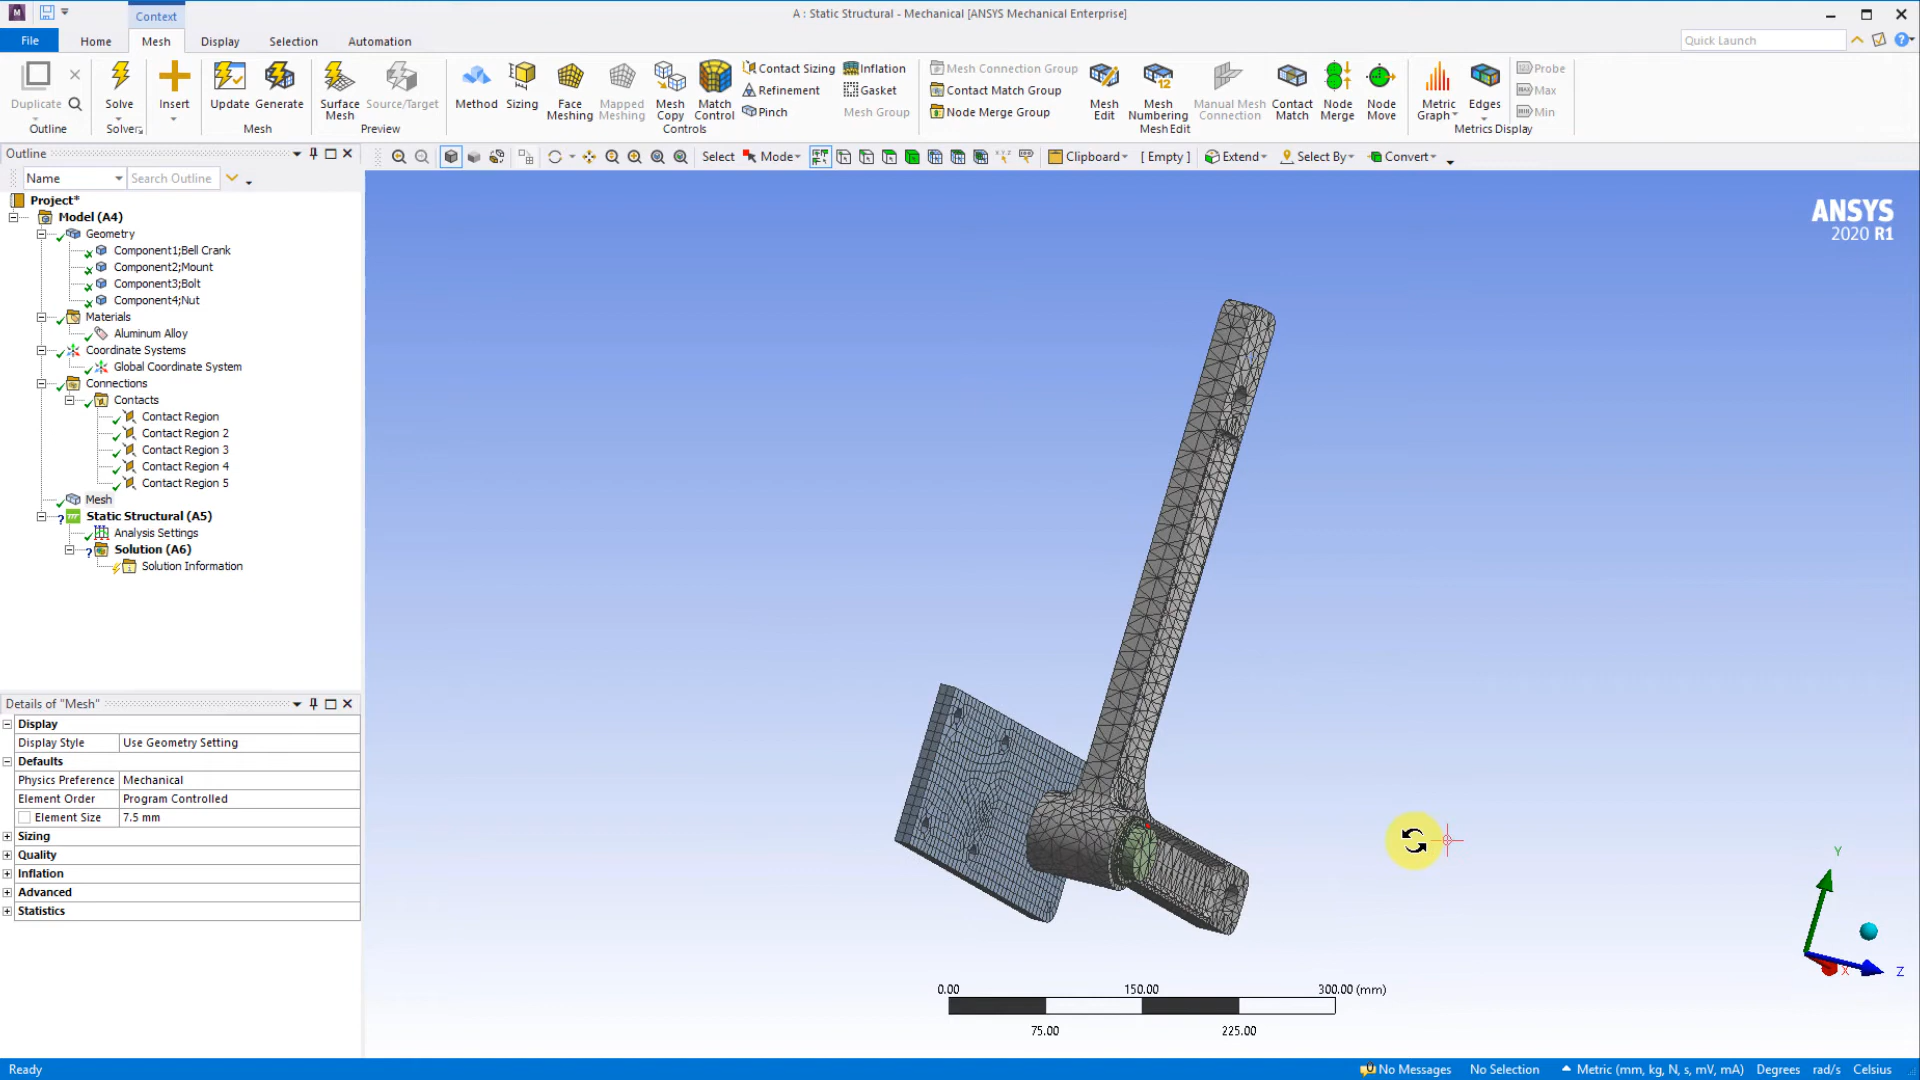 Context
A : Static Structural - Mechanical [ANSYS Mechanical Enterprise]
File
Home
Mesh
Display
Selection
Automation
Quick Launch
Duplicate
Outline
Solve
Solver
Insert
Update
Generate
Mesh
Surface
Mesh
Source/Target
Preview
Method
Sizing
Face
Meshing
Mapped
Meshing
Mesh
Copy
Match
Control
Contact Sizing
Refinement
Pinch
Inflation
Gasket
Mesh Group
Controls
Mesh Connection Group
Contact Match Group
Node Merge Group
Mesh
Edit
Mesh
Numbering
Manual Mesh
Connection
Contact
Match
Node
Merge
Node
Move
Mesh Edit
Metric
Graph
Edges
Probe
Max
Min
Metrics Display
Outline
Select
Mode
Clipboard
[ Empty ]
Extend
Select By
Convert
Name
Search Outline
Project*
Model (A4)
Geometry
Component1;Bell Crank
Component2;Mount
Component3;Bolt
Component4;Nut
Materials
Aluminum Alloy
Coordinate Systems
Global Coordinate System
Connections
Contacts
Contact Region
Contact Region 2
Contact Region 3
Contact Region 4
Contact Region 5
Mesh
Static Structural (A5)
Analysis Settings
Solution (A6)
Solution Information
ANSYS
2020 R1
Details of "Mesh"
Display
Display Style Use Geometry Setting
Defaults
Physics Preference Mechanical
Element Order Program Controlled
Element Size 7.5 mm
Sizing
Quality
Inflation
Advanced
Statistics
Y
X
Z
0.00 150.00 300.00 (mm)
75.00 225.00
Ready
No Messages
No Selection
Metric (mm, kg, N, s, mV, mA)
Degrees
rad/s
Celsius